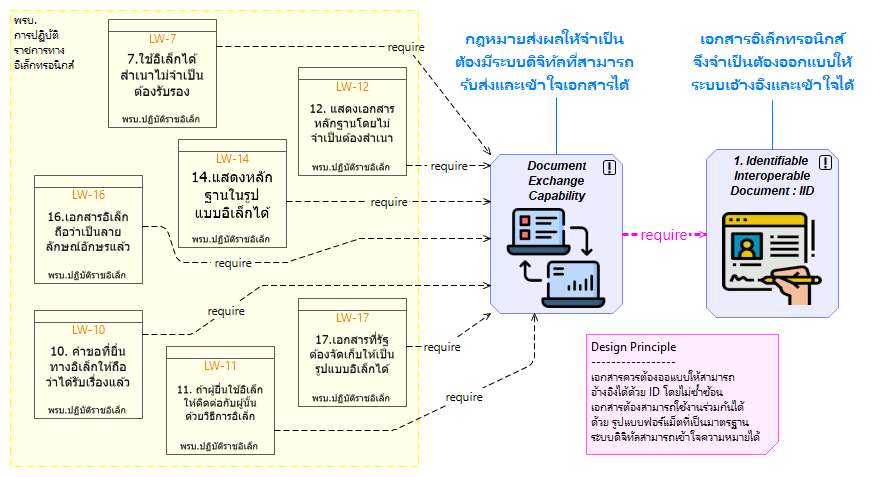 พรบ.
การปฏิบัติ
ราชการทาง
อิเล็กทรอนิกส์
LW-7
7.ใช้อิเล็กได้
สำเนาไม่จำเป็น
ต้องรับรอง
พรบ.ปฏิบัติราชอิเล็ก
require
LW-12
12. แสดงเอกสาร
หลักฐานโดยไม่
จำเป็นต้องสำเนา
พรบ.ปฏิบัติราชอิเล็ก
require
LW-14
14.แสดงหลัก
ฐานในรูป
แบบอิเล็กได้
พรบ.ปฏิบัติราชอิเล็ก
require
LW-16
16.เอกสารอิเล็ก
ถือว่าเป็นลาย
ลักษณ์อักษรแล้ว
พรบ.ปฏิบัติราชอิเล็ก
require
LW-10
10. คำขอที่ยื่น
ทางอิเล็กให้ถือ
ว่าได้รับเรื่องแล้ว
พรบ.ปฏิบัติราชอิเล็ก
require
LW-17
17.เอกสารที่รัฐ
ต้องจัดเก็บให้เป็น
รูปแบบอิเล็กได้
พรบ.ปฏิบัติราชอิเล็ก
require
LW-11
11. ถ้าผู้ยื่นใช้อิเล็ก
ให้ติดต่อกับผู้นั้น
ด้วยวิธีการอิเล็ก
พรบ.ปฏิบัติราชอิเล็ก
require
กฎหมายส่งผลให้จำเป็น
ต้องมีระบบดิจิทัลที่สามารถ
รับส่งและเข้าใจเอกสารได้
Document
Exchange
Capability
require
เอกสารอิเล็กทรอนิกส์
จึงจำเป็นต้องออกแบบให้
ระบบเอ้างอิงและเข้าใจได้
1. Identifiable
Interoperable
Document : IID
Design Principle
------------------
เอกสารควรต้องออแบบให้สามารถ
อ้างอิงได้ด้วย ID โดยไม่ซ้ำซ้อน
เอกสารต้องสามารถใช้งานร่วมกันได้
ด้วย รูปแบบฟอร์แม็ตที่เป็นมาตรฐาน
ระบบดิจิทัลสามารถเข้าใจความหมายได้